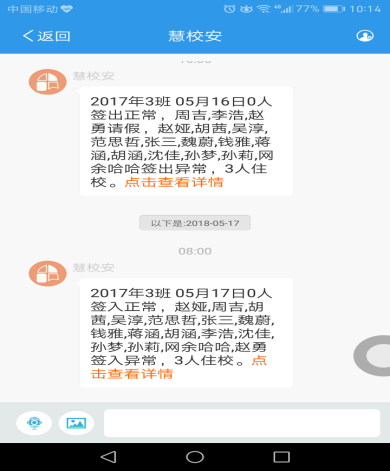 中国移动 4G 77% 10:14
返回 慧校安
慧校安
2017年3班 05月16日0人
签出正常，周吉,李浩,赵
勇请假，赵娅,胡茜,吴淳,
范思哲,张三,魏蔚,钱雅,蒋
涵,胡涵,沈佳,孙梦,孙莉,网
余哈哈签出异常，3人住
校。点击查看详情
以下是:2018-05-17
08:00
慧校安
2017年3班 05月17日0人
签入正常，赵娅,周吉,胡
茜,吴淳,范思哲,张三,魏蔚,
钱雅,蒋涵,胡涵,李浩,沈佳,
孙梦,孙莉,网余哈哈,赵勇
签入异常，3人住校。点
击查看详情